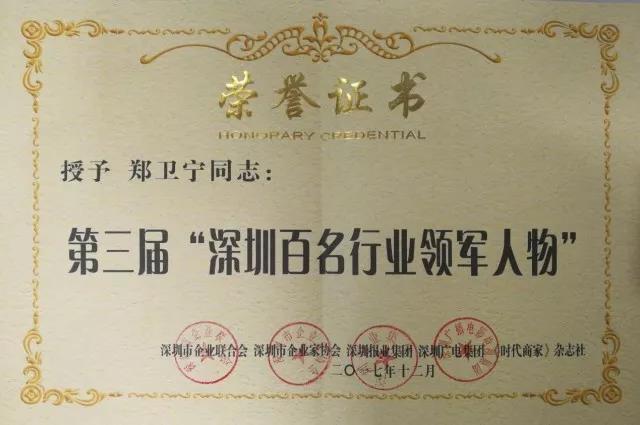 荣誉证书
HONORARY CREDENTIAL
授予 郑卫宁同志：
第三届“深圳百名行业领军人物”
深圳市企业联合会 深圳市企业家协会 深圳报业集团 深圳广电集团 《时代商家》杂志社
二〇一七年十二月